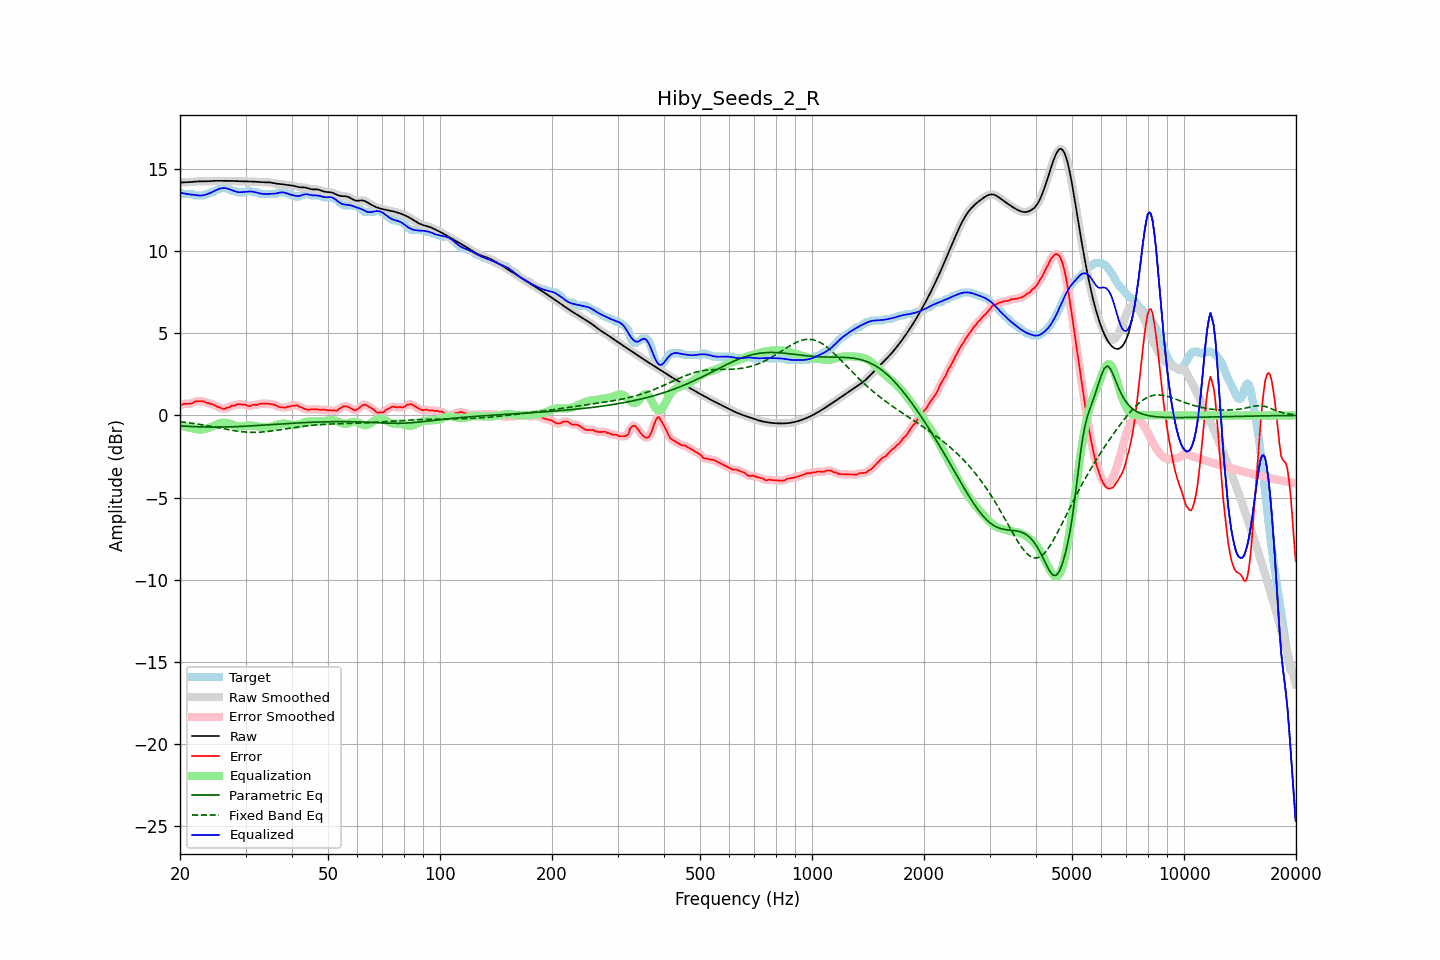 Hiby_Seeds_2_R
Amplitude (dBr)
15
10
5
0
−5
−10
−15
−20
−25
Target
Raw Smoothed
Error Smoothed
Raw
Error
Equalization
Parametric Eq
Fixed Band Eq
Equalized
20 50 100 200 500 1000 2000 5000 10000 20000
Frequency (Hz)